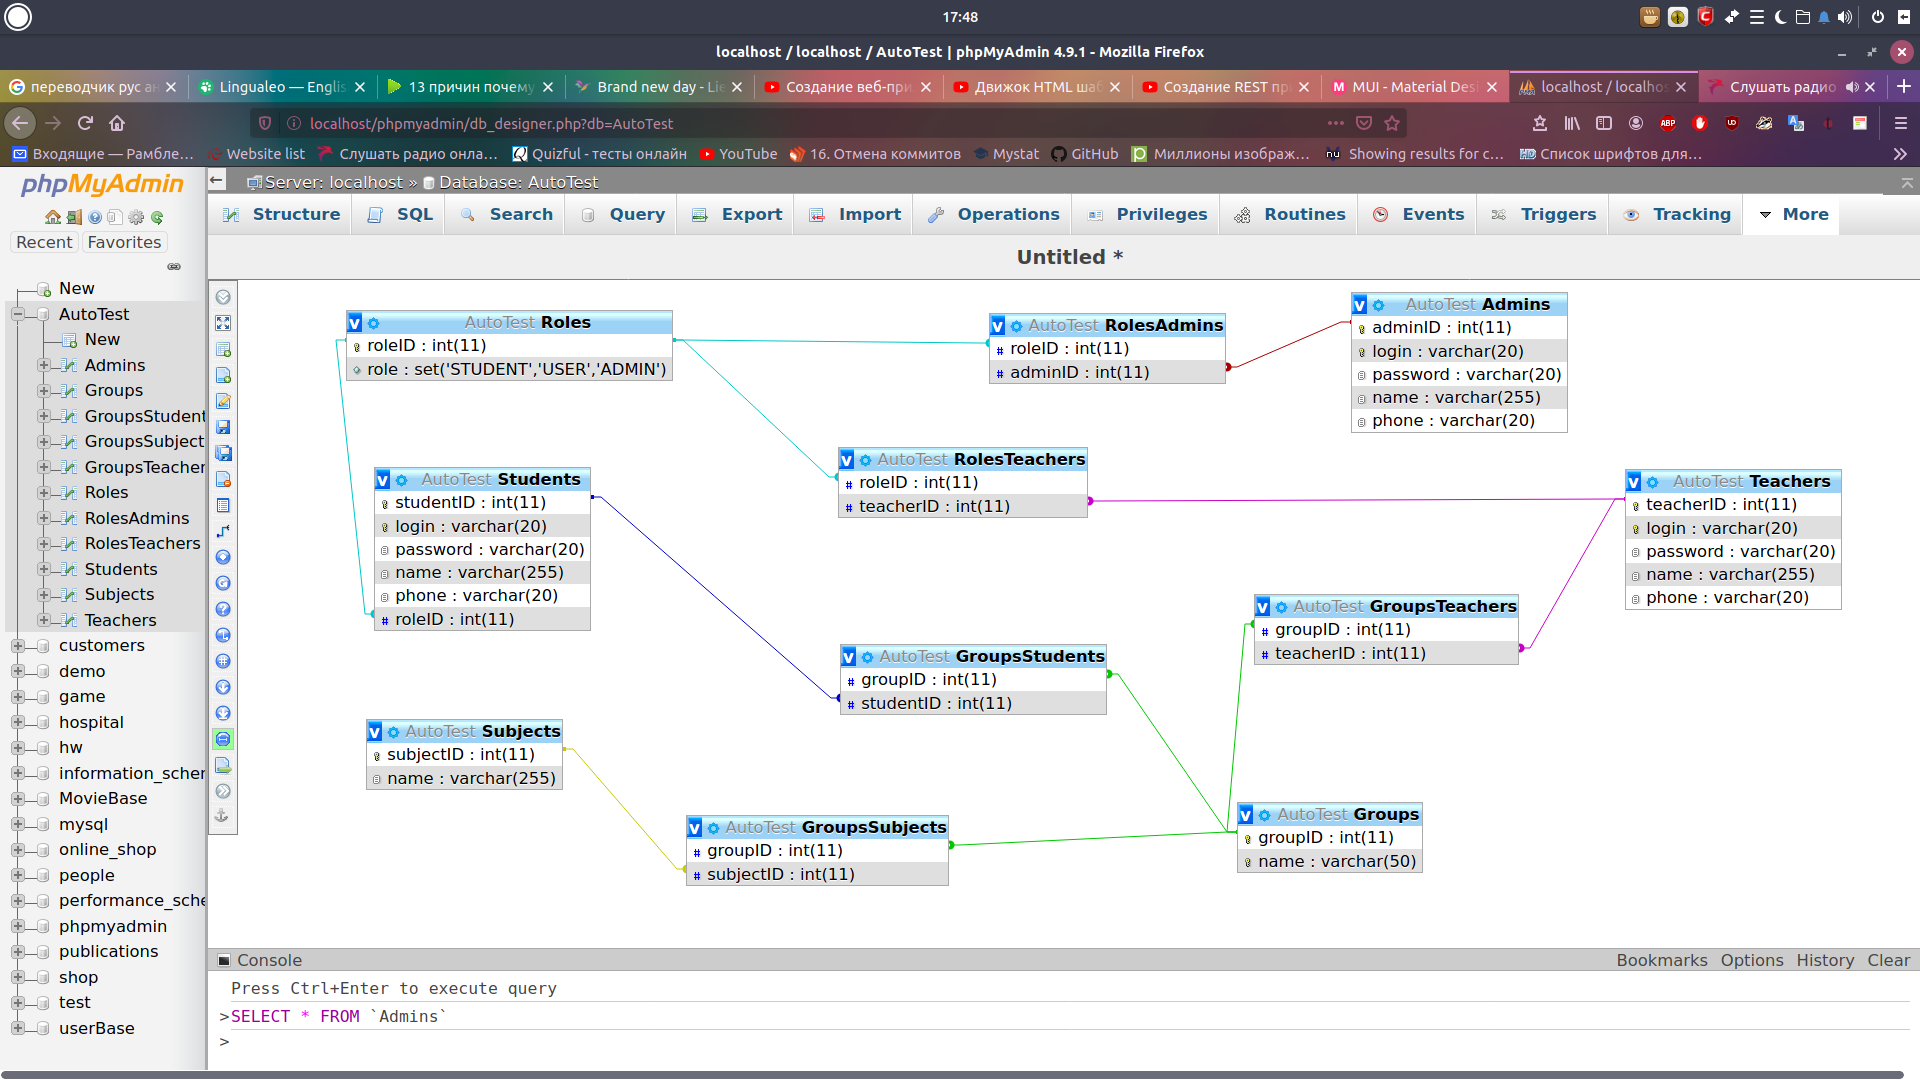 17:48
localhost / localhost / AutoTest | phpMyAdmin 4.9.1 - Mozilla Firefox
переводчик рус ан
Lingualeo — Englis
13 причин почему
Brand new day - Lie
Создание веб-при
Движок HTML шаб
Создание REST пр
MUI - Material Desi
localhost / localhos
Слушать радио
localhost/phpmyadmin/db_designer.php?db=AutoTest
Входящие — Рамбле…
Website list
Слушать радио онла…
Quizful - тесты онлайн
YouTube
16. Отмена коммитов
Mystat
GitHub
Миллионы изображ…
Showing results for c…
Список шрифтов для…
phpMyAdmin
Recent
Favorites
New
AutoTest
New
Admins
Groups
GroupsStudent
GroupsSubject
GroupsTeacher
Roles
RolesAdmins
RolesTeachers
Students
Subjects
Teachers
customers
demo
game
hospital
hw
information_scher
MovieBase
mysql
online_shop
people
performance_sche
phpmyadmin
publications
shop
test
userBase
Server: localhost » Database: AutoTest
Structure
SQL
Search
Query
Export
Import
Operations
Privileges
Routines
Events
Triggers
Tracking
More
Untitled *
AutoTest Roles
roleID : int(11)
role : set('STUDENT','USER','ADMIN')
AutoTest RolesAdmins
roleID : int(11)
adminID : int(11)
AutoTest Admins
adminID : int(11)
login : varchar(20)
password : varchar(20)
name : varchar(255)
phone : varchar(20)
AutoTest Students
studentID : int(11)
login : varchar(20)
password : varchar(20)
name : varchar(255)
phone : varchar(20)
roleID : int(11)
AutoTest RolesTeachers
roleID : int(11)
teacherID : int(11)
AutoTest Teachers
teacherID : int(11)
login : varchar(20)
password : varchar(20)
name : varchar(255)
phone : varchar(20)
AutoTest GroupsTeachers
groupID : int(11)
teacherID : int(11)
AutoTest GroupsStudents
groupID : int(11)
studentID : int(11)
AutoTest Subjects
subjectID : int(11)
name : varchar(255)
AutoTest GroupsSubjects
groupID : int(11)
subjectID : int(11)
AutoTest Groups
groupID : int(11)
name : varchar(50)
Console
Bookmarks
Options
History
Clear
Press Ctrl+Enter to execute query
>SELECT * FROM `Admins`
>